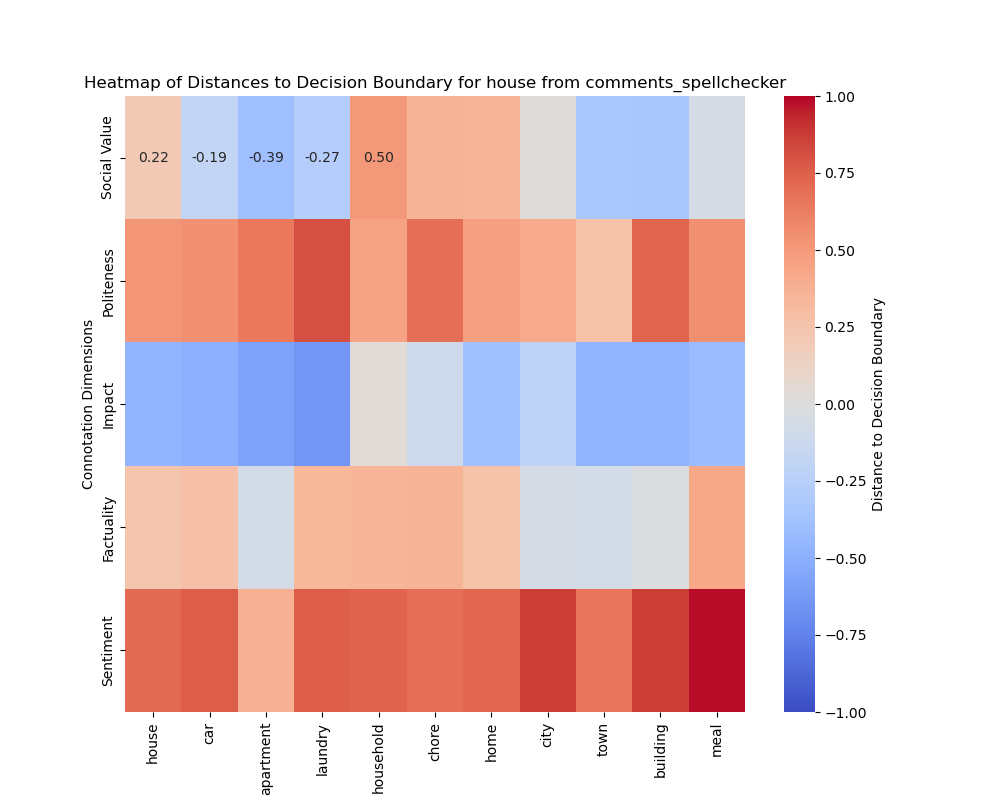 Heatmap of Distances to Decision Boundary for house from comments_spellchecker
Connotation Dimensions
Social Value
Politeness
Impact
Factuality
Sentiment
0.22 -0.19 -0.39 -0.27 0.50
house car apartment laundry household chore home city town building meal
1.00
0.75
0.50
0.25
0.00
−0.25
−0.50
−0.75
−1.00
Distance to Decision Boundary